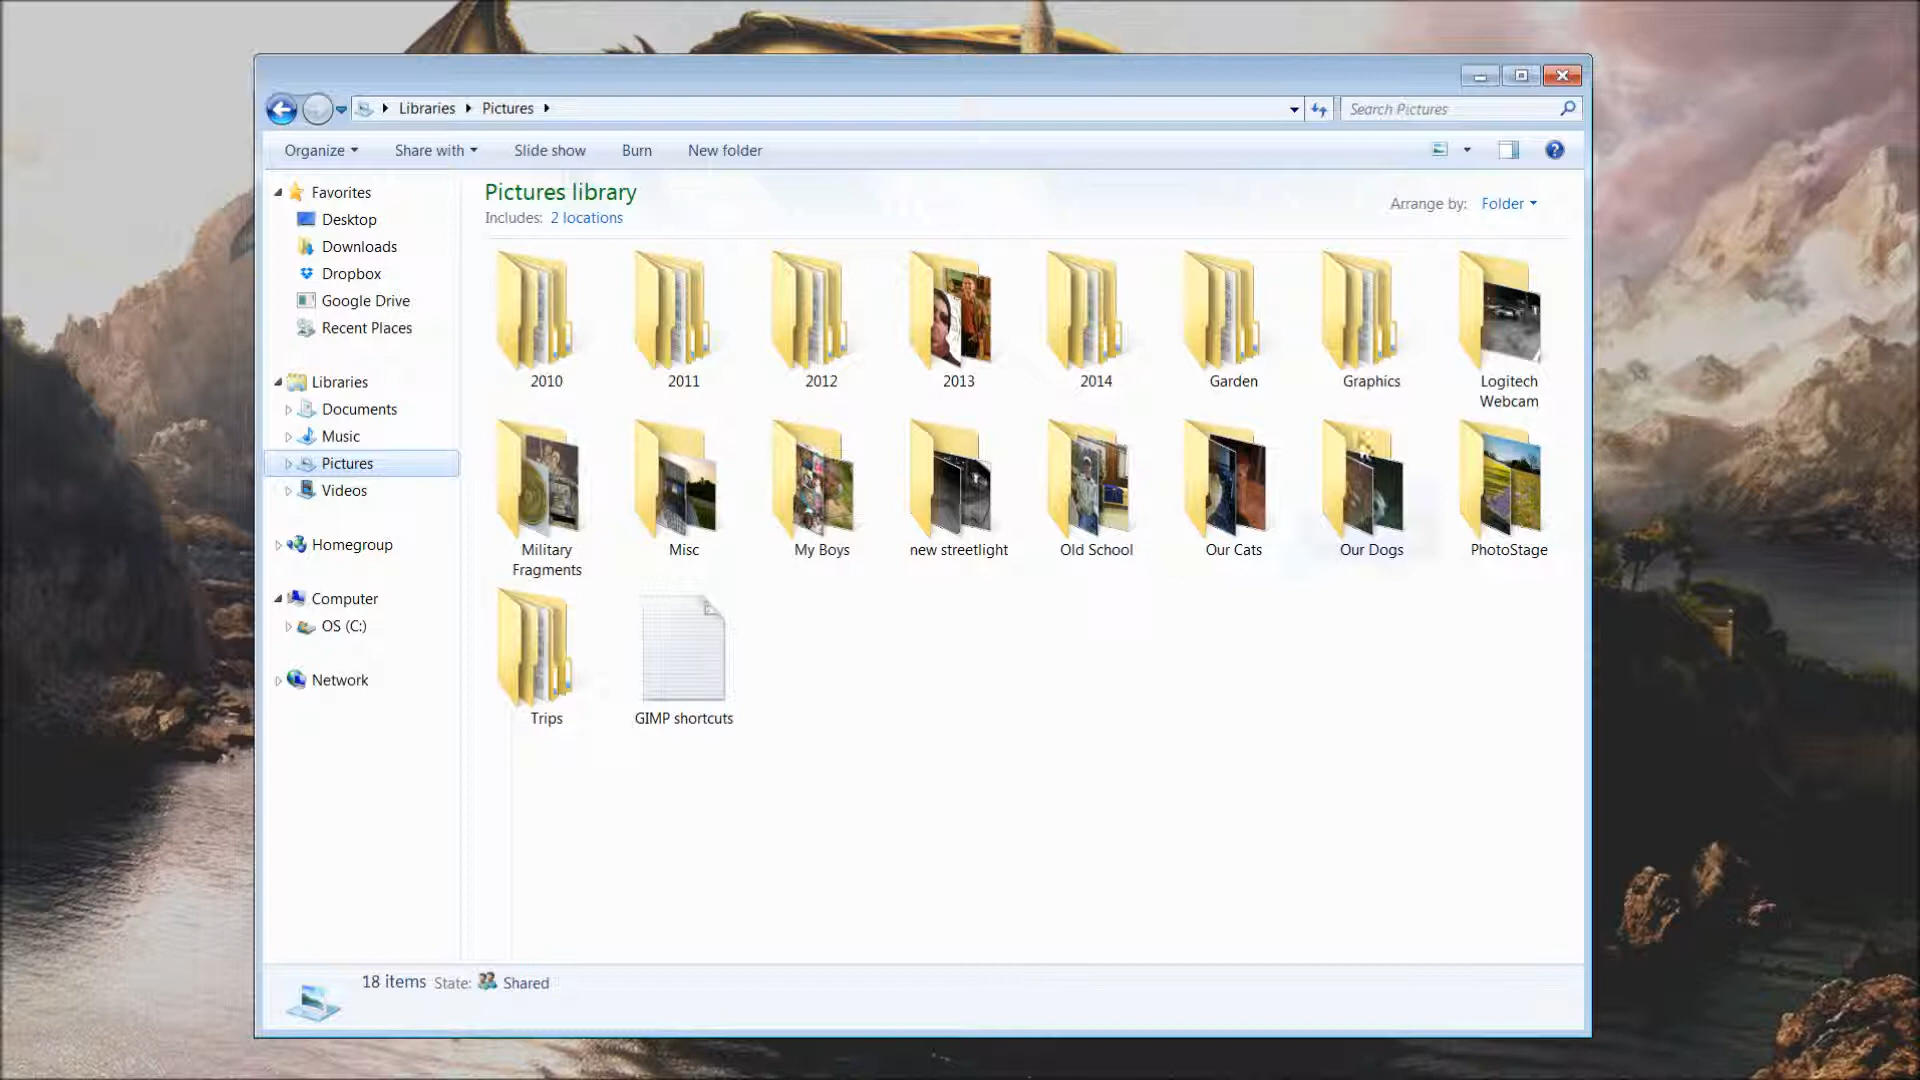 Libraries Pictures
Search Pictures
Organize Share with Slide show Burn New folder
Favorites
Desktop
Downloads
Dropbox
Google Drive
Recent Places
Libraries
Documents
Music
Pictures
Videos
Homegroup
Computer
OS (C:)
Network
Pictures library
Includes: 2 locations
Arrange by: Folder
2010 2011 2012 2013 2014 Garden Graphics Logitech
Webcam
Military Misc My Boys new streetlight Old School Our Cats Our Dogs PhotoStage
Fragments
Trips GIMP shortcuts
18 items State: Shared